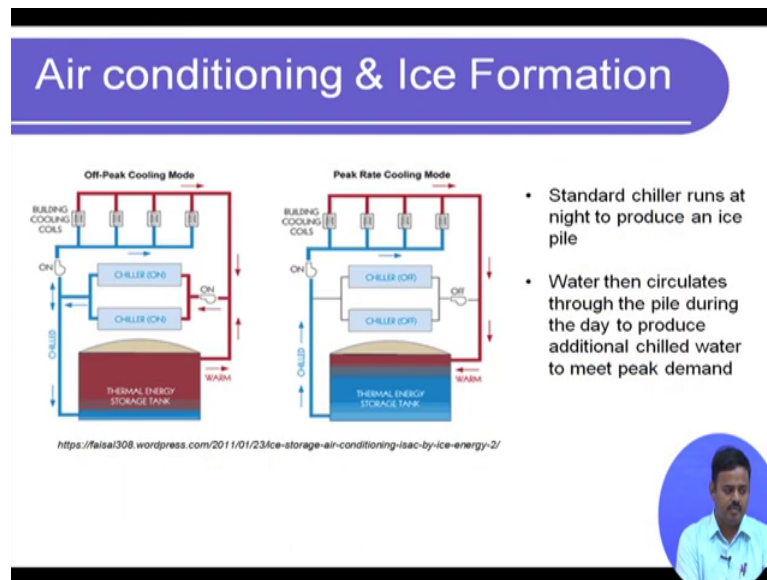 Air conditioning & Ice Formation
Off-Peak Cooling Mode
BUILDING
COOLING
COILS
ON
CHILLER (ON)
ON
CHILLER (ON)
CHILLED
WARM
THERMAL ENERGY
STORAGE TANK
Peak Rate Cooling Mode
BUILDING
COOLING
COILS
ON
CHILLER (OFF)
OFF
CHILLER (OFF)
CHILLED
WARM
THERMAL ENERGY
STORAGE TANK
https://faisal308.wordpress.com/2011/01/23/ice-storage-air-conditioning-isac-by-ice-energy-2/
• Standard chiller runs at
night to produce an ice
pile
• Water then circulates
through the pile during
the day to produce
additional chilled water
to meet peak demand